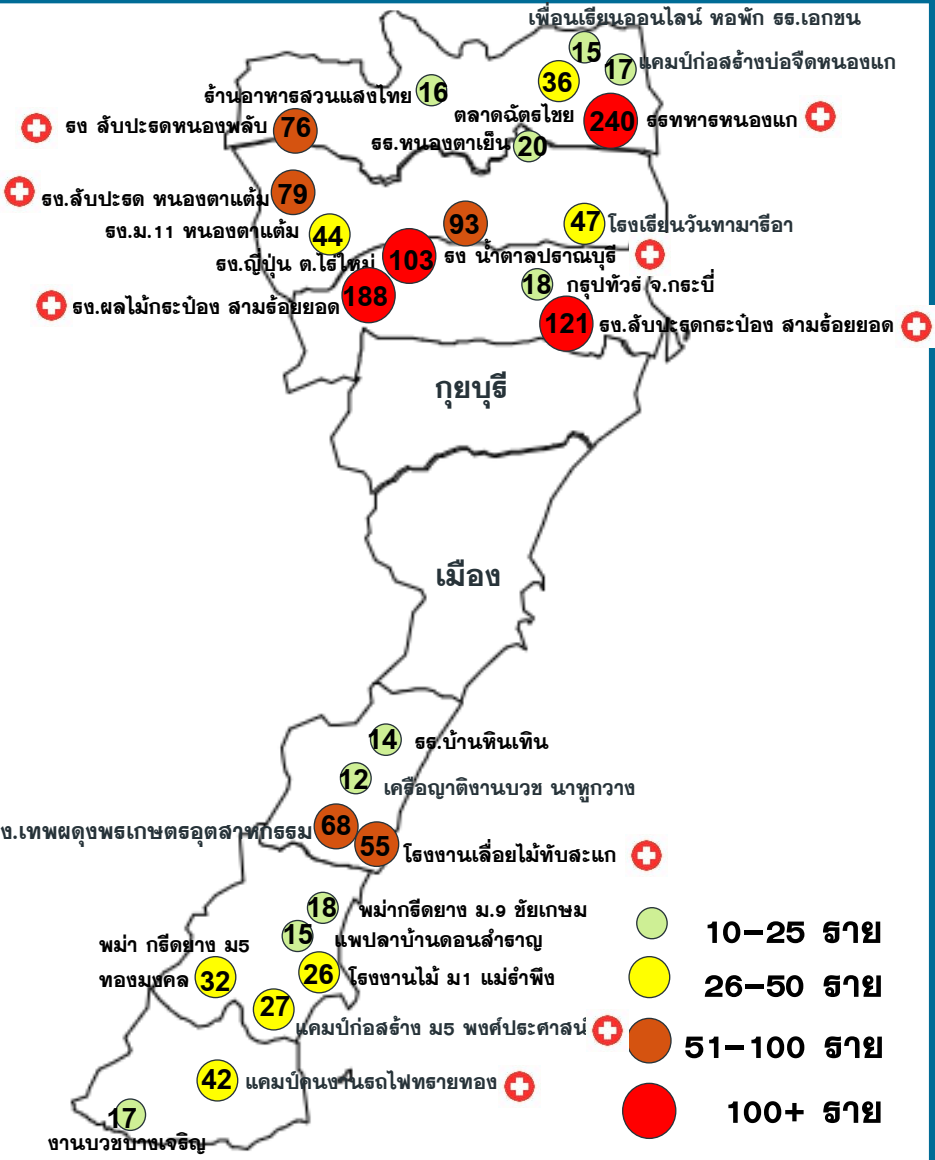 เพื่อนเรียนออนไลน์ หอพัก รร.เอกชน
15
17 แคมป์ก่อสร้างบ่อจืดหนองแก
36
ร้านอาหารสวนแสงไทย 16
ตลาดฉัตรไชย
240 รรทหารหนองแก
รง สับปะรดหนองพลับ 76
รร.หนองตาเย็น 20
รง.สับปะรด หนองตาแต้ม 79
รง.ม.11 หนองตาแต้ม 44
93
47 โรงเรียนวันทามารีอา
รง.ญี่ปุ่น ต.ไร่ใหม่ 103
รง น้ำตาลปราณบุรี
18 กรุปทัวร์ จ.กระบี่
รง.ผลไม้กระป๋อง สามร้อยยอด 188
121 รง.สับปะรดกระป๋อง สามร้อยยอด
กุยบุรี
เมือง
14 รร.บ้านหินเทิน
12 เครือญาติงานบวช นาหูกวาง
ง.เทพผดุงพรเกษตรอุตสาหกรรม 68
55 โรงงานเลื่อยไม้ทับสะแก
18 พม่ากรีดยาง ม.9 ชัยเกษม
15 แพปลาบ้านดอนสำราญ
พม่า กรีดยาง ม5
ทองมงคล 32
26 โรงงานไม้ ม1 แม่รำพึง
27
แคมป์ก่อสร้าง ม5 พงศ์ประศาสน์
42 แคมป์คนงานรถไฟทรายทอง
17
งานบวชบางเจริญ
10-25 ราย
26-50 ราย
51-100 ราย
100+ ราย